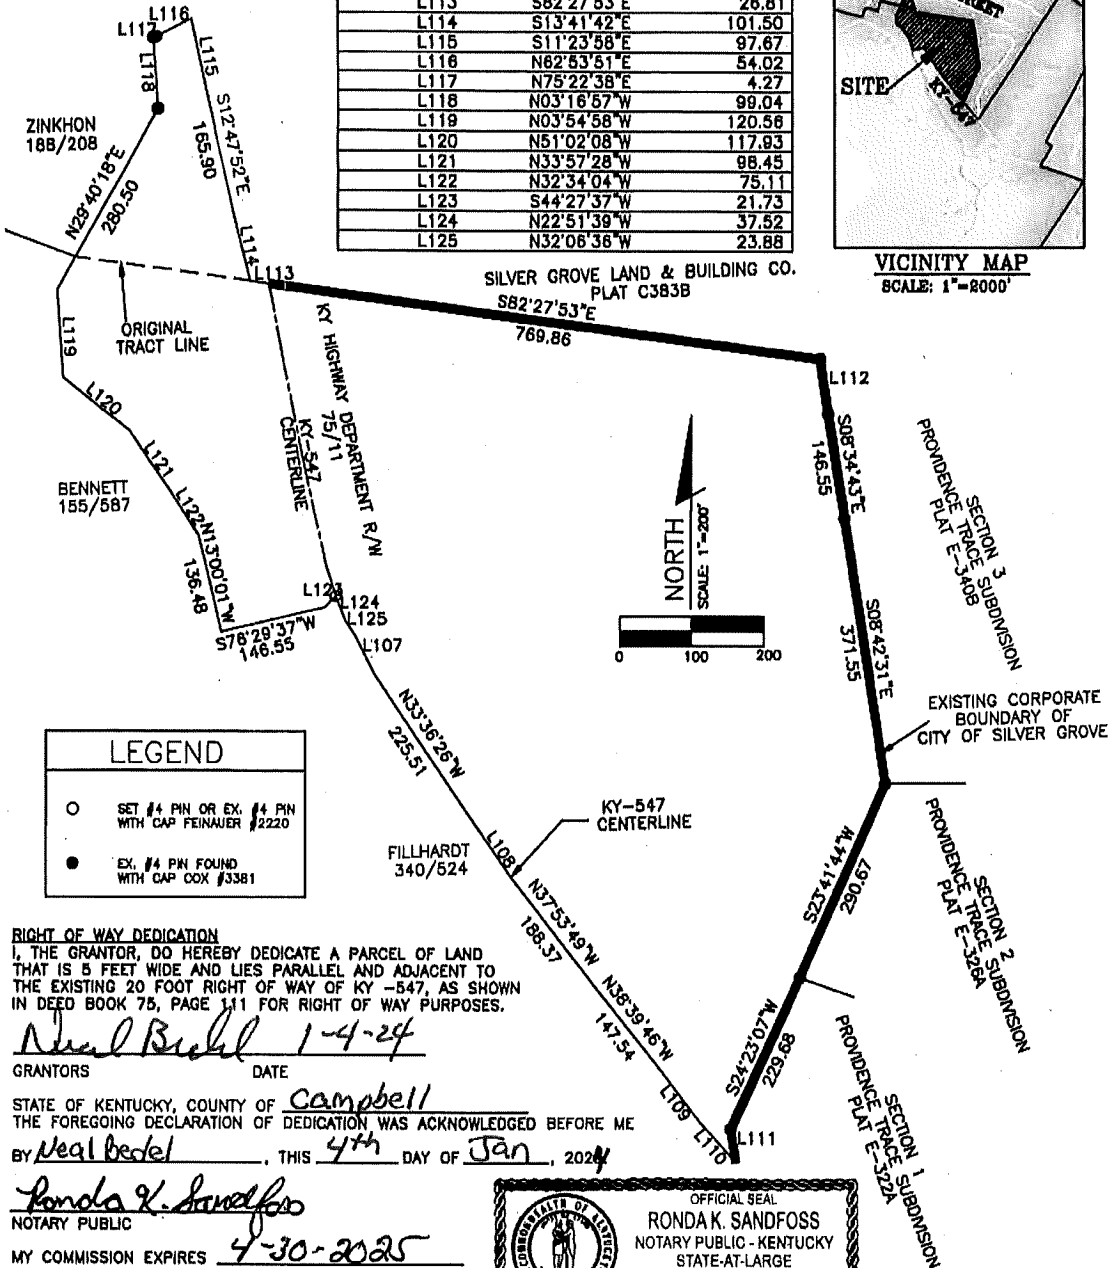 L113 S82°27'53"E 26.81
L114 S13°41'42"E 101.50
L115 S11°23'58"E 97.67
L116 N62°53'51"E 54.02
L117 N75°22'38"E 4.27
L118 N03°16'57"W 99.04
L119 N03°54'58"W 120.56
L120 N51°02'08"W 117.93
L121 N33°57'28"W 98.45
L122 N32°34'04"W 75.11
L123 S44°27'37"W 21.73
L124 N22°51'39"W 37.52
L125 N32°06'36"W 23.88
SITE
KY-547
VICINITY MAP
SCALE: 1"=2000'
L116
L117
L118
L115
S12°47'52"E
165.90
ZINKHON
188/208
N29°40'18"E
280.50
L114
L113
SILVER GROVE LAND & BUILDING CO.
PLAT C383B
S82°27'53"E
769.86
ORIGINAL
TRACT LINE
L119
L120
L121
L122
BENNETT
155/587
KY HIGHWAY DEPARTMENT R/W
75/11
KY-547
CENTERLINE
N13°00'01"W
136.48
S78°29'37"W
146.55
L123
L124
L125
L107
L112
S08°34'43"E
146.55
SECTION 3
PROVIDENCE TRACE SUBDIVISION
PLAT E-340B
NORTH
SCALE: 1"=200'
0 100 200
S08°42'31"E
371.55
EXISTING CORPORATE
BOUNDARY OF
CITY OF SILVER GROVE
N33°36'26"W
225.51
KY-547
CENTERLINE
L108
FILLHARDT
340/524
N37°53'49"W
188.37
N38°39'46"W
147.54
L109
L110
L111
S23°41'44"W
290.67
SECTION 2
PROVIDENCE TRACE SUBDIVISION
PLAT E-326A
S24°23'07"W
229.68
SECTION 1
PROVIDENCE TRACE SUBDIVISION
PLAT E-322A
LEGEND
SET #4 PIN OR EX. #4 PIN
WITH CAP FEINAUER #2220
EX. #4 PIN FOUND
WITH CAP COX #3381
RIGHT OF WAY DEDICATION
I, THE GRANTOR, DO HEREBY DEDICATE A PARCEL OF LAND
THAT IS 5 FEET WIDE AND LIES PARALLEL AND ADJACENT TO
THE EXISTING 20 FOOT RIGHT OF WAY OF KY -547, AS SHOWN
IN DEED BOOK 75, PAGE 111 FOR RIGHT OF WAY PURPOSES.
Neal Bedel 1-4-24
GRANTORS DATE
STATE OF KENTUCKY, COUNTY OF Campbell
THE FOREGOING DECLARATION OF DEDICATION WAS ACKNOWLEDGED BEFORE ME
BY Neal Bedel, THIS 4th DAY OF Jan, 2024
Ronda K. Sandfoss
NOTARY PUBLIC
MY COMMISSION EXPIRES 4-30-2025
COMMONWEALTH OF KENTUCKY
OFFICIAL SEAL
RONDA K. SANDFOSS
NOTARY PUBLIC - KENTUCKY
STATE-AT-LARGE